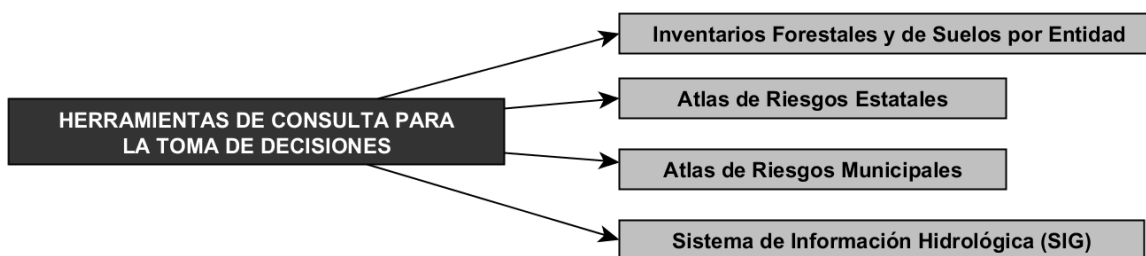 HERRAMIENTAS DE CONSULTA PARA
LA TOMA DE DECISIONES
Inventarios Forestales y de Suelos por Entidad
Atlas de Riesgos Estatales
Atlas de Riesgos Municipales
Sistema de Información Hidrológica (SIG)